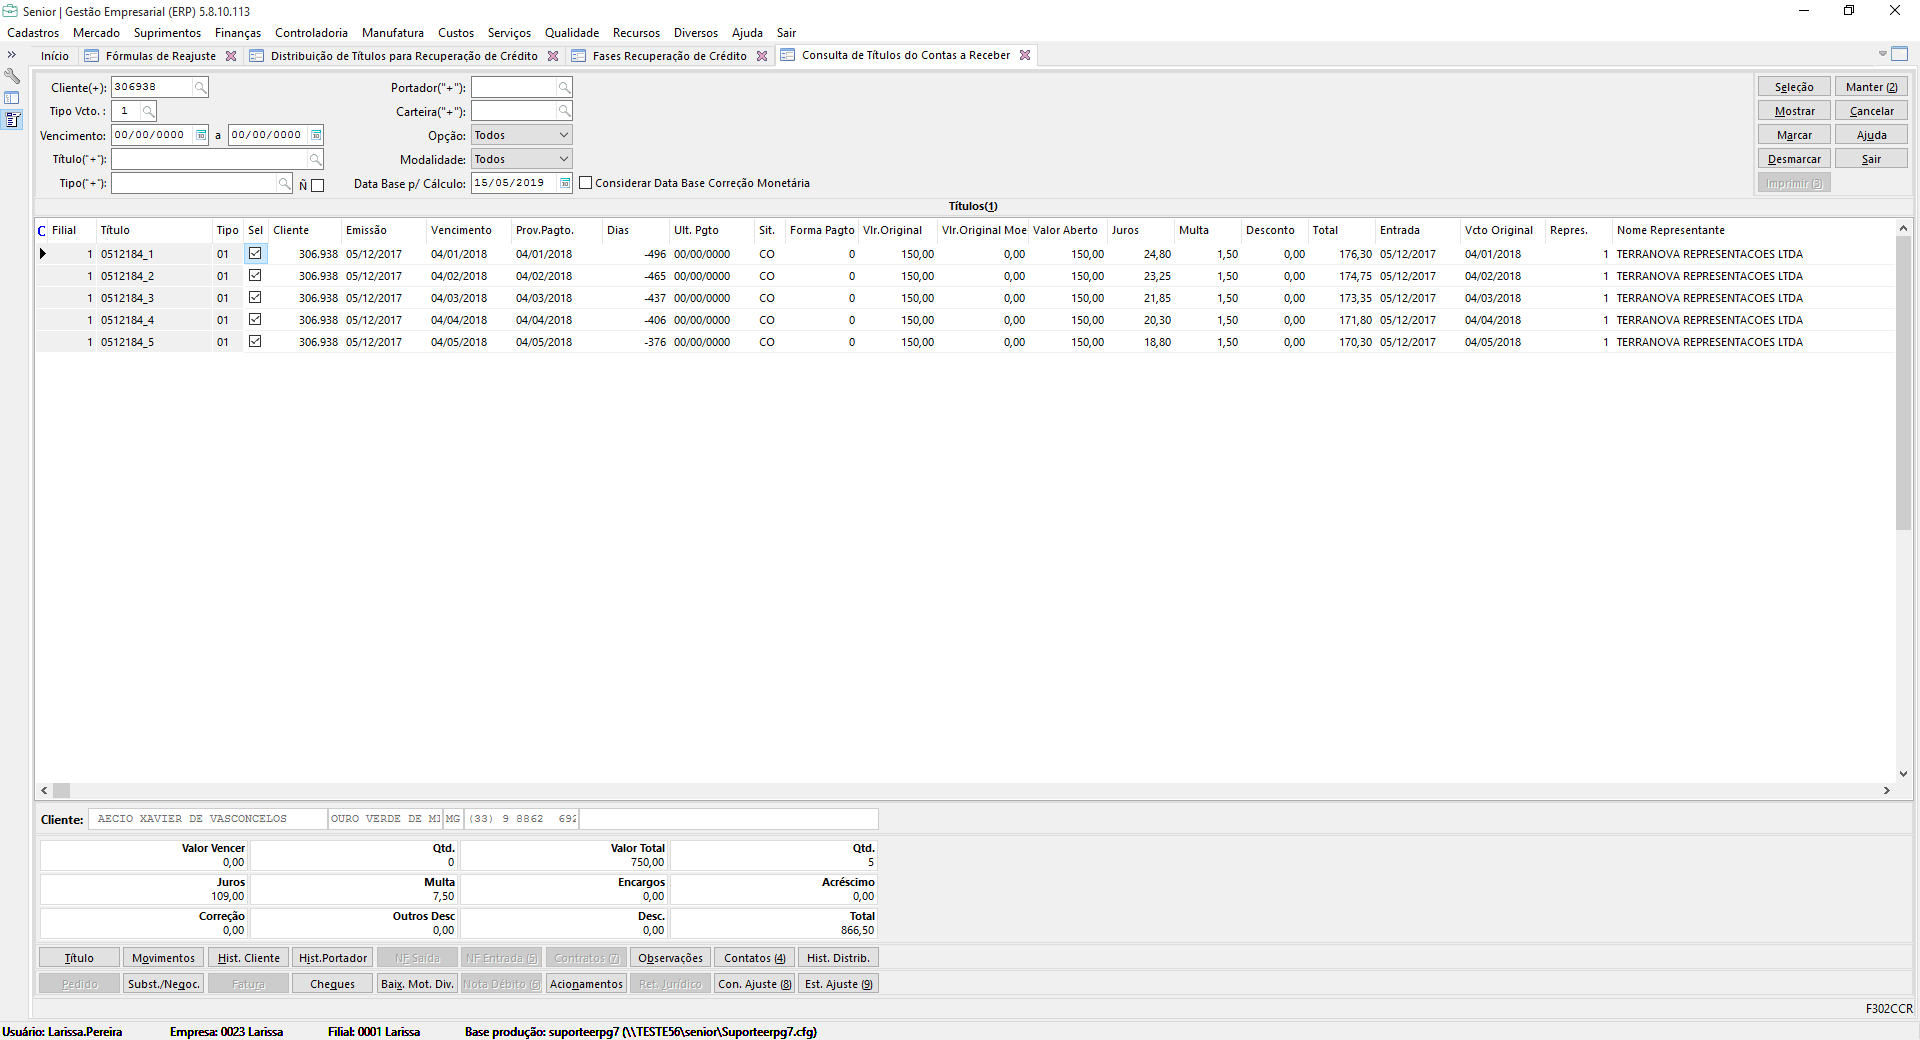 Senior | Gestão Empresarial (ERP) 5.8.10.113
Cadastros Mercado Suprimentos Finanças Controladoria Manufatura Custos Serviços Qualidade Recursos Diversos Ajuda Sair
Início Fórmulas de Reajuste Distribuição de Títulos para Recuperação de Crédito Fases Recuperação de Crédito Consulta de Títulos do Contas a Receber
Cliente(+): 306938 Portador("+"): Seleção Manter (2)
Tipo Vcto. : 1 Carteira("+"): Mostrar Cancelar
Vencimento: 00/00/0000 a 00/00/0000 Opção: Todos Marcar Ajuda
Título("+"): Modalidade: Todos Desmarcar Sair
Tipo("+"): Ñ Data Base p/ Cálculo: 15/05/2019 Considerar Data Base Correção Monetária Imprimir (3)
Títulos(1)
C Filial Título Tipo Sel Cliente Emissão Vencimento Prov.Pagto. Dias Ult. Pgto Sit. Forma Pagto Vlr.Original Vlr.Original Moe Valor Aberto Juros Multa Desconto Total Entrada Vcto Original Repres. Nome Representante
1 0512184_1 01 306.938 05/12/2017 04/01/2018 04/01/2018 -496 00/00/0000 CO 0 150,00 0,00 150,00 24,80 1,50 0,00 176,30 05/12/2017 04/01/2018 1 TERRANOVA REPRESENTACOES LTDA
1 0512184_2 01 306.938 05/12/2017 04/02/2018 04/02/2018 -465 00/00/0000 CO 0 150,00 0,00 150,00 23,25 1,50 0,00 174,75 05/12/2017 04/02/2018 1 TERRANOVA REPRESENTACOES LTDA
1 0512184_3 01 306.938 05/12/2017 04/03/2018 04/03/2018 -437 00/00/0000 CO 0 150,00 0,00 150,00 21,85 1,50 0,00 173,35 05/12/2017 04/03/2018 1 TERRANOVA REPRESENTACOES LTDA
1 0512184_4 01 306.938 05/12/2017 04/04/2018 04/04/2018 -406 00/00/0000 CO 0 150,00 0,00 150,00 20,30 1,50 0,00 171,80 05/12/2017 04/04/2018 1 TERRANOVA REPRESENTACOES LTDA
1 0512184_5 01 306.938 05/12/2017 04/05/2018 04/05/2018 -376 00/00/0000 CO 0 150,00 0,00 150,00 18,80 1,50 0,00 170,30 05/12/2017 04/05/2018 1 TERRANOVA REPRESENTACOES LTDA
Cliente: AECIO XAVIER DE VASCONCELOS OURO VERDE DE MI MG (33) 9 8862 692
Valor Vencer Qtd. Valor Total Qtd.
0,00 0 750,00 5
Juros Multa Encargos Acréscimo
109,00 7,50 0,00 0,00
Correção Outros Desc Desc. Total
0,00 0,00 0,00 866,50
Título Movimentos Hist. Cliente Hist.Portador NF Saída NF Entrada (5) Contratos (7) Observações Contatos (4) Hist. Distrib.
Pedido Subst./Negoc. Fatura Cheques Baix. Mot. Div. Nota Débito (6) Acionamentos Ret. Jurídico Con. Ajuste (8) Est. Ajuste (9)
F302CCR
Usuário: Larissa.Pereira Empresa: 0023 Larissa Filial: 0001 Larissa Base produção: suporteerpg7 (\\TESTE56\senior\Suporteerpg7.cfg)